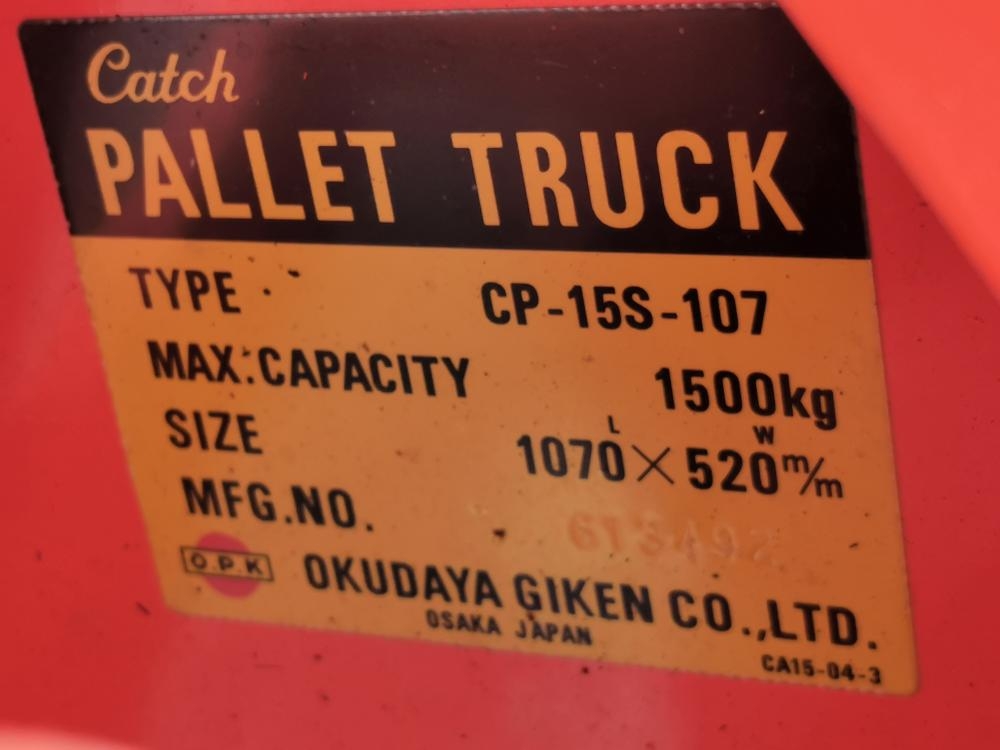 Catch
PALLET TRUCK
TYPE CP-15S-107
MAX.CAPACITY 1500kg
L W
SIZE 1070×520m/m
MFG.NO.
O.P.K OKUDAYA GIKEN CO.,LTD.
OSAKA JAPAN
CA15-04-3